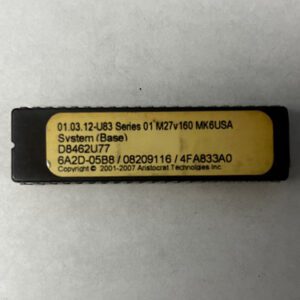 01.03.12-U83 Series 01 M27v160 MK6USA
System (Base)
D8462U77
6A2D-05B8 / 08209116 / 4FA833A0
Copyright © 2001-2007 Aristocrat Technolgies Inc.